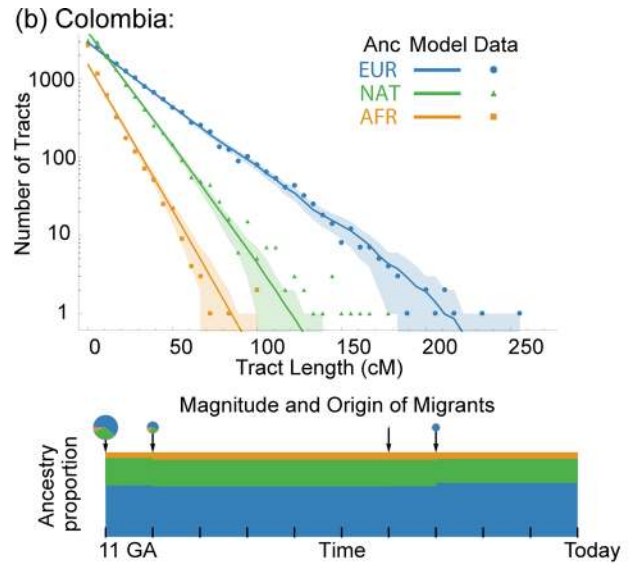 (b) Colombia:
Anc Model Data
EUR
NAT
AFR
Number of Tracts
1000
100
10
1
0 50 100 150 200 250
Tract Length (cM)
Magnitude and Origin of Migrants
Ancestry
proportion
11 GA Time Today